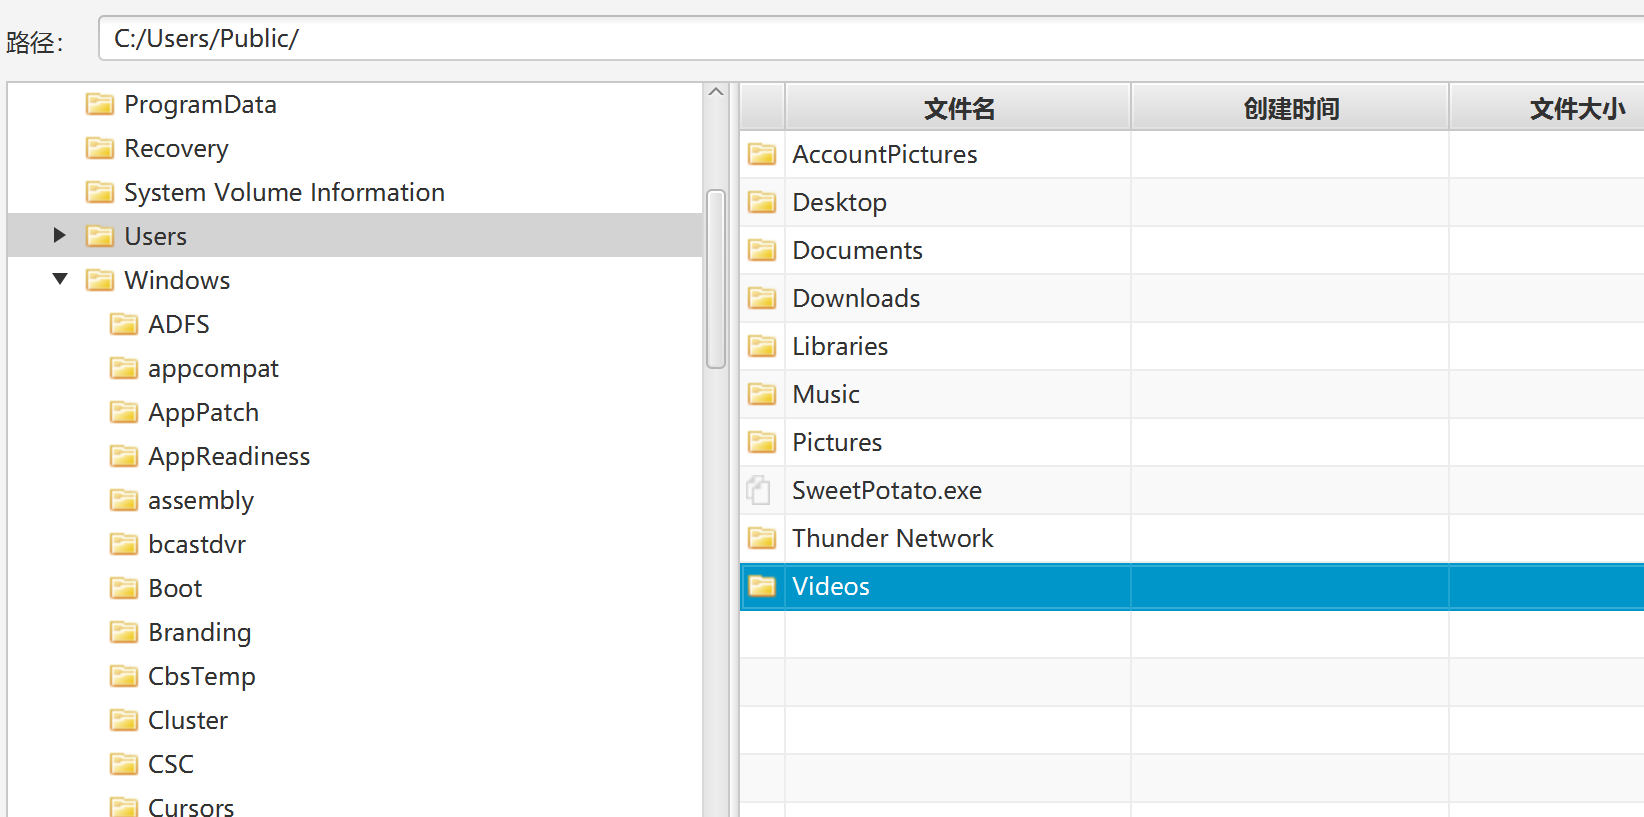 路径：
C:/Users/Public/
ProgramData
Recovery
System Volume Information
Users
Windows
ADFS
appcompat
AppPatch
AppReadiness
assembly
bcastdvr
Boot
Branding
CbsTemp
Cluster
CSC
Cursors
文件名 创建时间 文件大小
AccountPictures
Desktop
Documents
Downloads
Libraries
Music
Pictures
SweetPotato.exe
Thunder Network
Videos